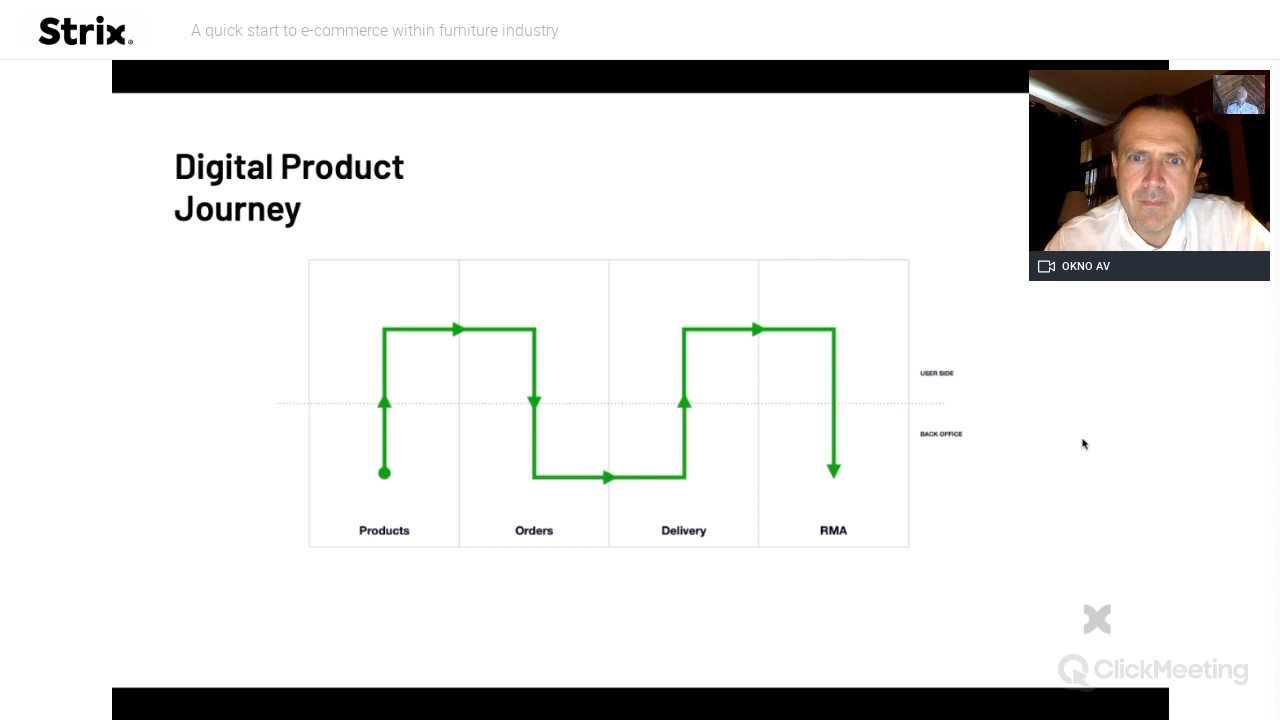 Strix®
A quick start to e-commerce within furniture industry
Digital Product
Journey
OKNO AV
USER SIDE
BACK OFFICE
Products
Orders
Delivery
RMA
ClickMeeting